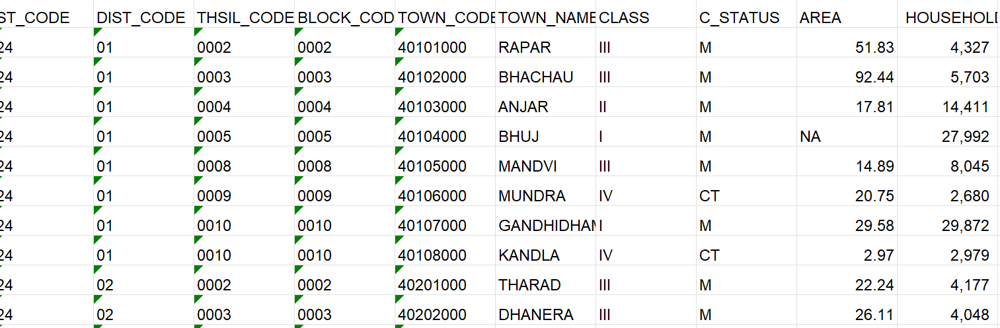 ST_CODE DIST_CODE THSIL_CODE BLOCK_COD TOWN_CODE TOWN_NAME CLASS C_STATUS AREA HOUSEHOL
24 01 0002 0002 40101000 RAPAR III M 51.83 4,327
24 01 0003 0003 40102000 BHACHAU III M 92.44 5,703
24 01 0004 0004 40103000 ANJAR II M 17.81 14,411
24 01 0005 0005 40104000 BHUJ I M NA 27,992
24 01 0008 0008 40105000 MANDVI III M 14.89 8,045
24 01 0009 0009 40106000 MUNDRA IV CT 20.75 2,680
24 01 0010 0010 40107000 GANDHIDHAM I M 29.58 29,872
24 01 0010 0010 40108000 KANDLA IV CT 2.97 2,979
24 02 0002 0002 40201000 THARAD III M 22.24 4,177
24 02 0003 0003 40202000 DHANERA III M 26.11 4,048